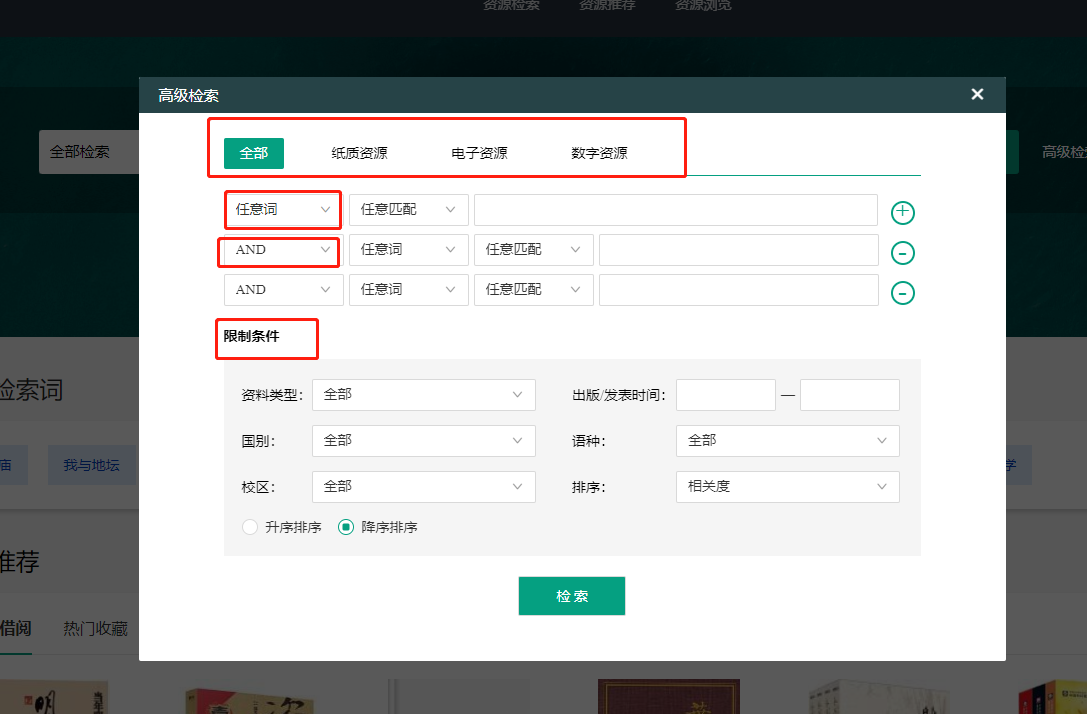 资源检索 资源推荐 资源浏览
高级检索
全部检索
高级检
全部 纸质资源 电子资源 数字资源
任意词 任意匹配
AND 任意词 任意匹配
AND 任意词 任意匹配
限制条件
检索词
资料类型： 全部 出版/发表时间： —
国别： 全部 语种： 全部
庙 我与地坛 学
校区： 全部 排序： 相关度
升序排序 降序排序
推荐
检 索
借阅 热门收藏
明